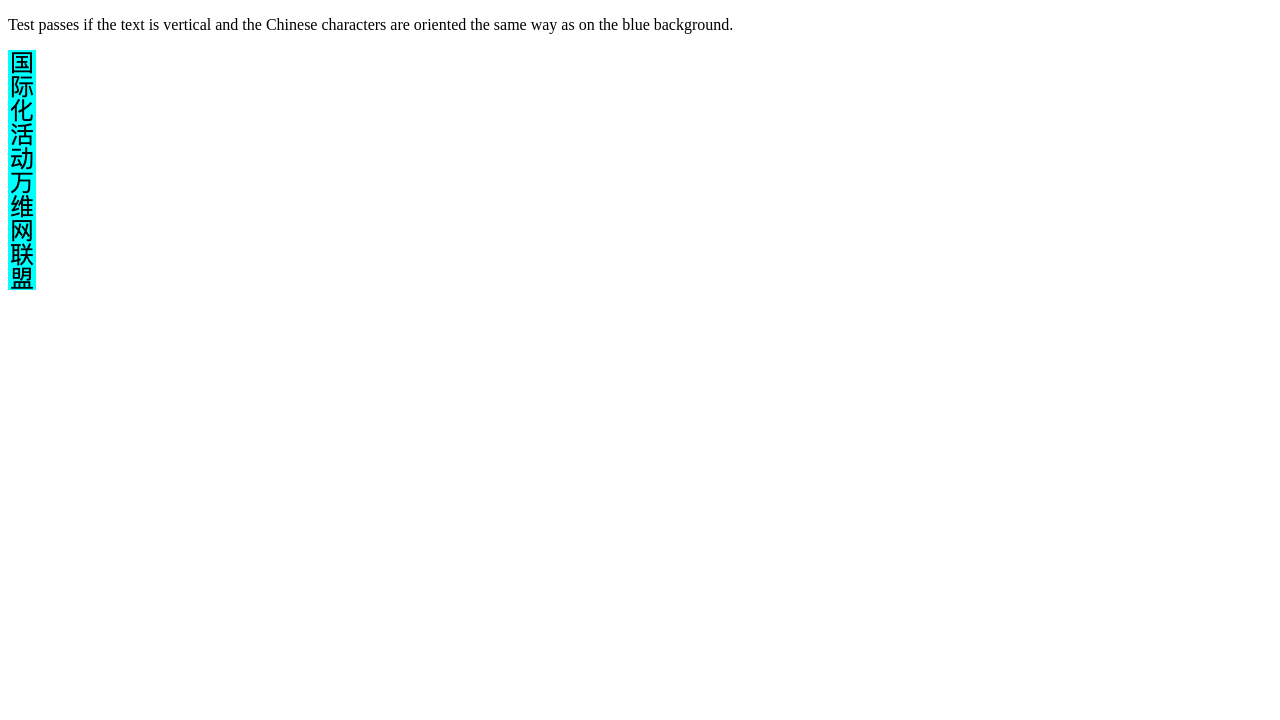 Test passes if the text is vertical and the Chinese characters are oriented the same way as on the blue background.
国际化活动万维网联盟